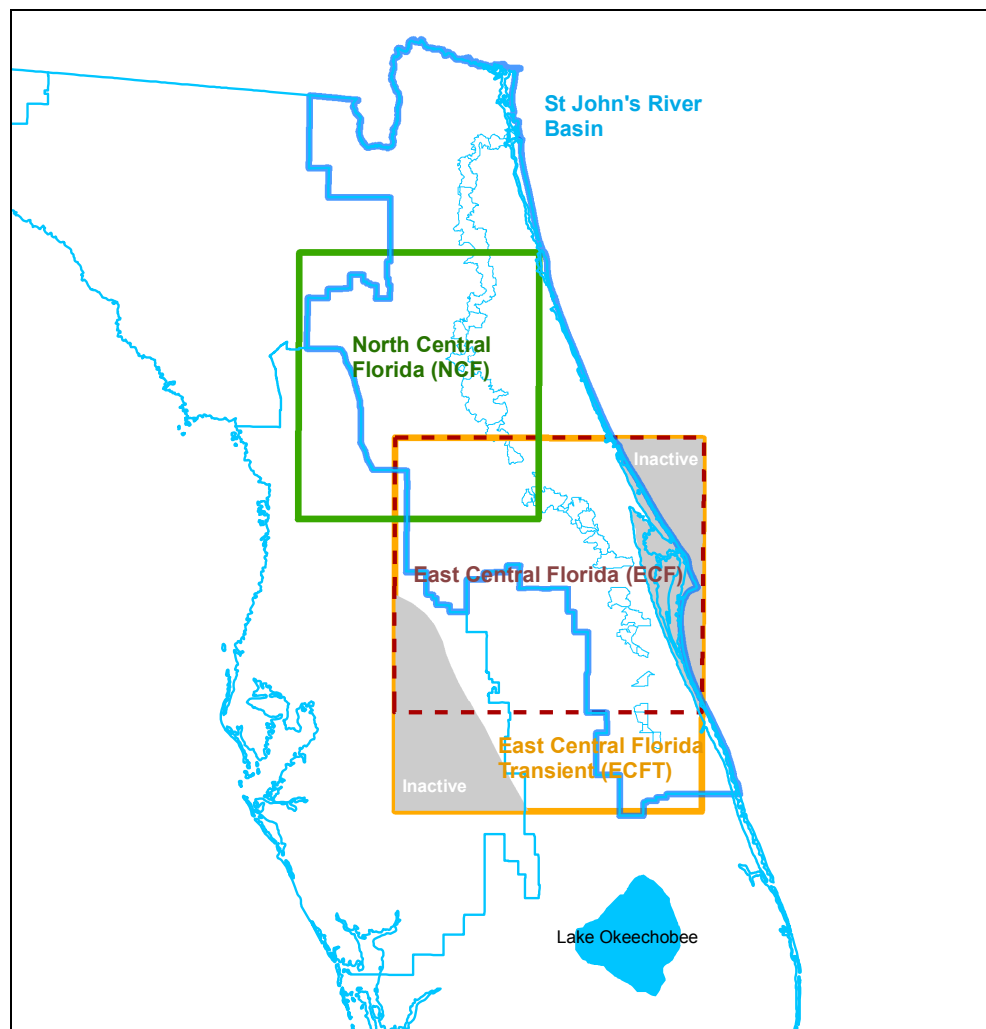 St John's River
Basin
North Central
Florida (NCF)
Inactive
East Central Florida (ECF)
East Central Florida
Transient (ECFT)
Inactive
Lake Okeechobee